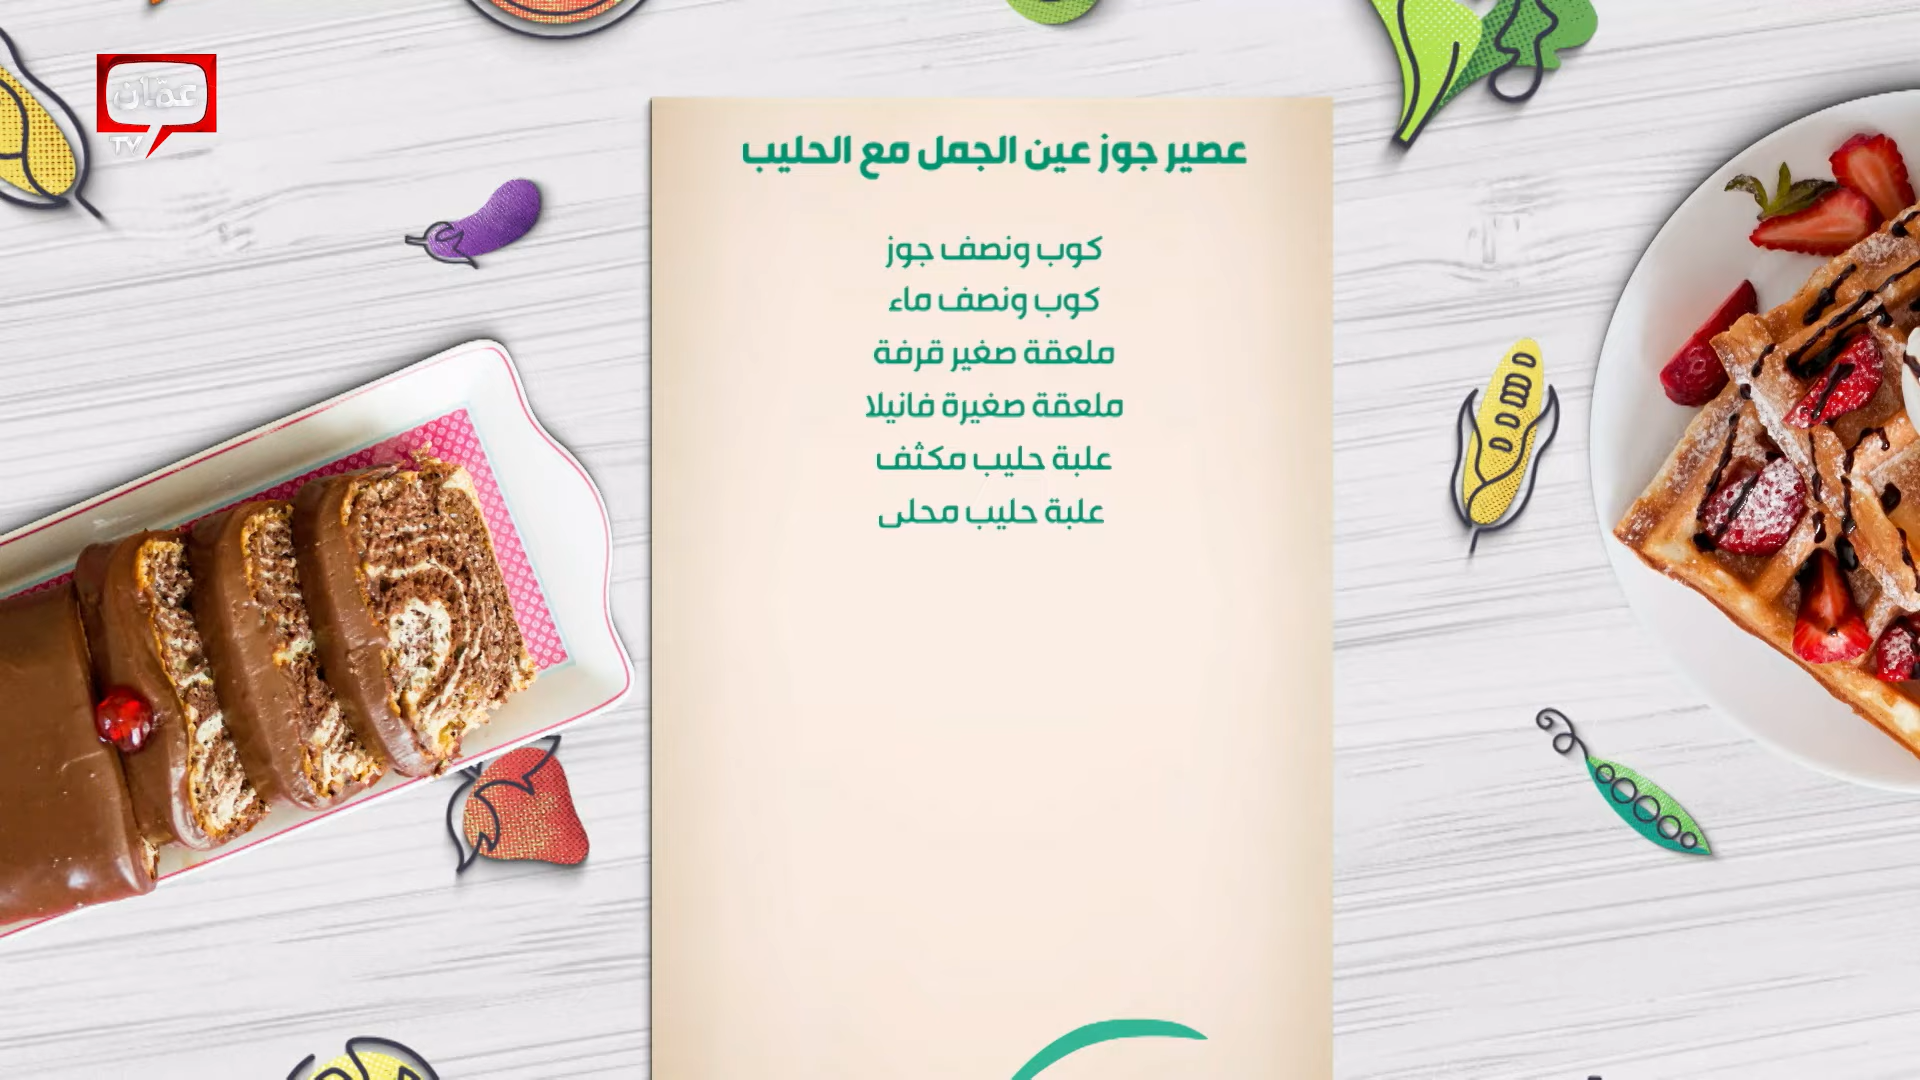 عمان
TV
عصير جوز عين الجمل مع الحليب
كوب ونصف جوز
كوب ونصف ماء
ملعقة صغير قرفة
ملعقة صغيرة فانيلا
علبة حليب مكثف
علبة حليب محلى